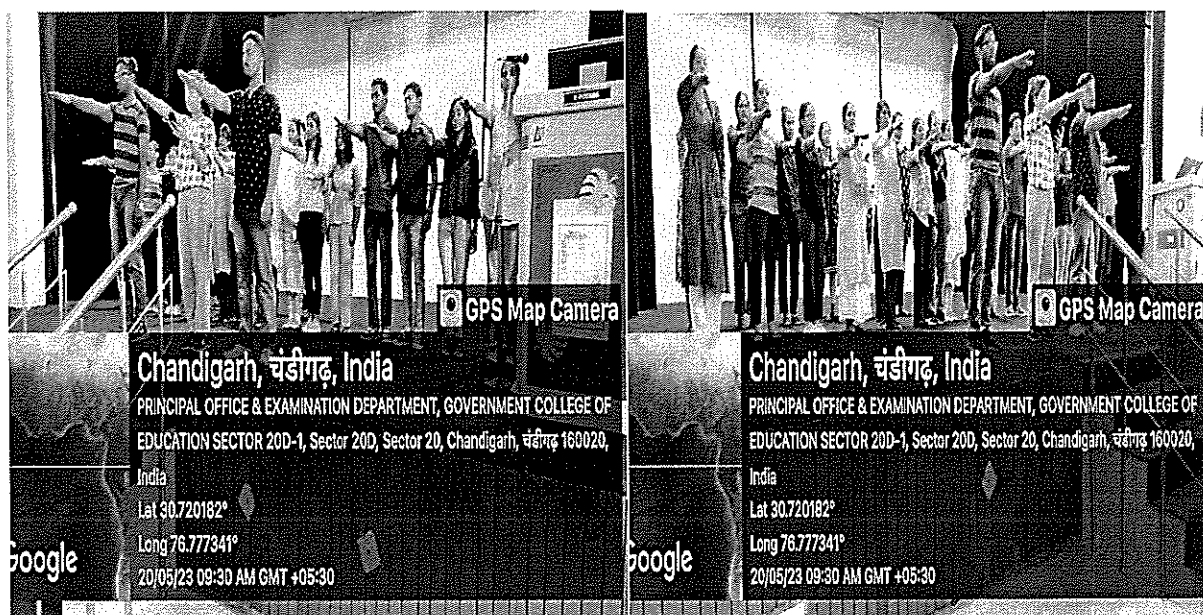 GPS Map Camera
Chandigarh, चंडीगढ़, India
PRINCIPAL OFFICE & EXAMINATION DEPARTMENT, GOVERNMENT COLLEGE OF
EDUCATION SECTOR 20D-1, Sector 20D, Sector 20, Chandigarh, चंडीगढ़ 160020,
India
Lat 30.720182°
Long 76.777341°
20/05/23 09:30 AM GMT +05:30
Google
GPS Map Camera
Chandigarh, चंडीगढ़, India
PRINCIPAL OFFICE & EXAMINATION DEPARTMENT, GOVERNMENT COLLEGE OF
EDUCATION SECTOR 20D-1, Sector 20D, Sector 20, Chandigarh, चंडीगढ़ 160020,
India
Lat 30.720182°
Long 76.777341°
20/05/23 09:30 AM GMT +05:30
Google